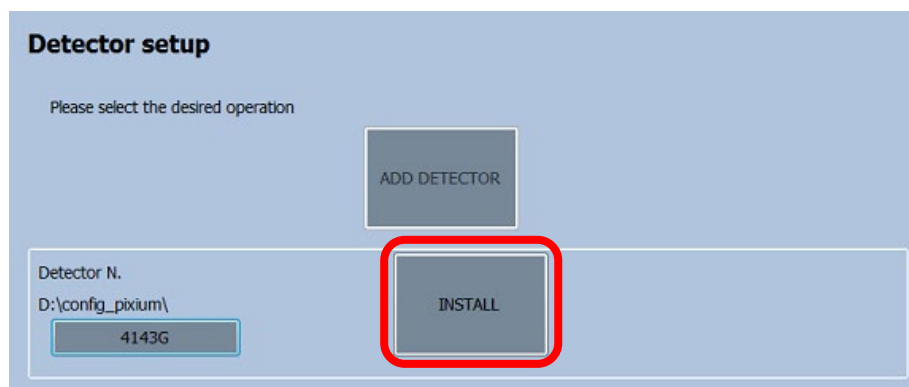 Detector setup
Please select the desired operation
ADD DETECTOR
Detector N.
D:\config_pixium\
INSTALL
4143G